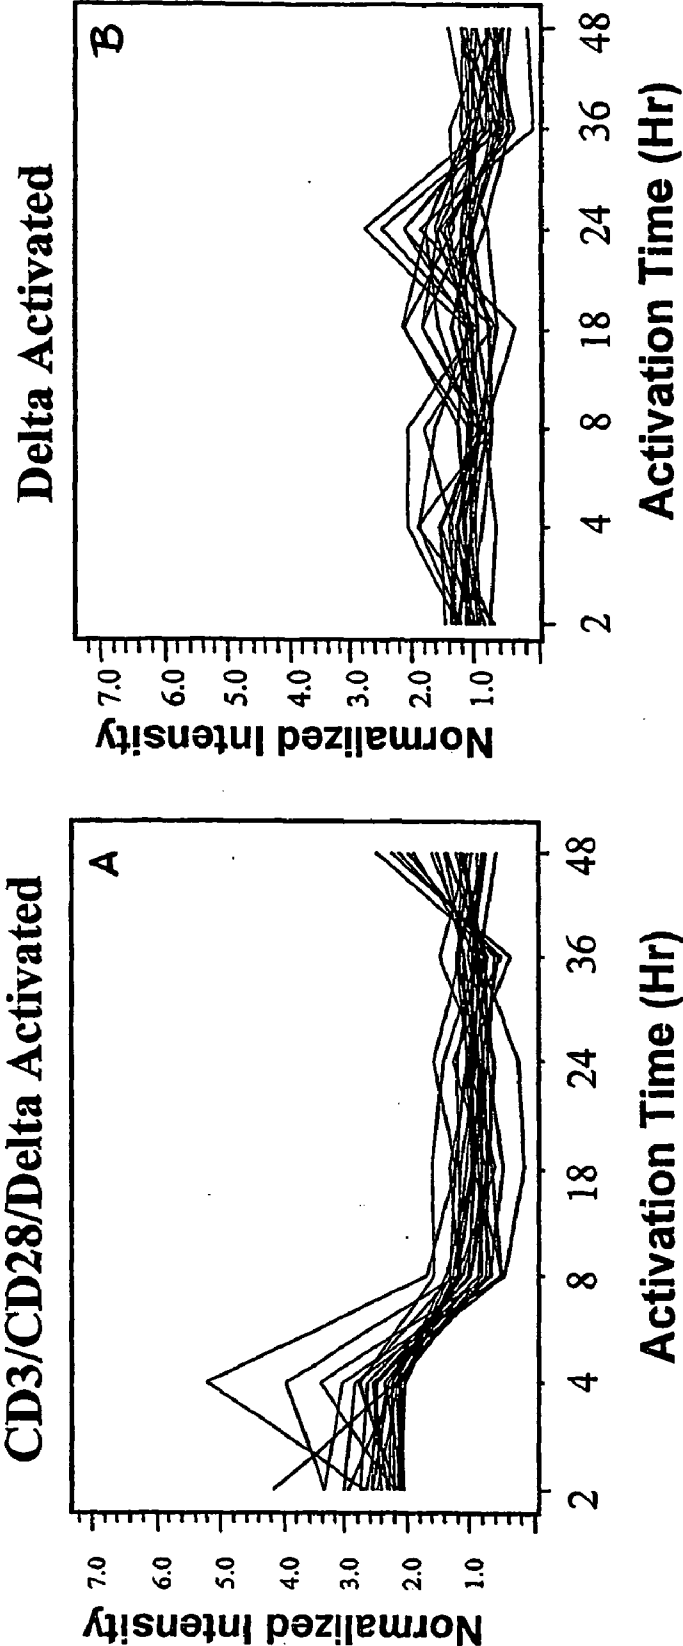 CD3/CD28/Delta Activated
A
Normalized Intensity
7.0
6.0
5.0
4.0
3.0
2.0
1.0
2 4 8 18 24 36 48
Activation Time (Hr)
Delta Activated
B
Normalized Intensity
7.0
6.0
5.0
4.0
3.0
2.0
1.0
2 4 8 18 24 36 48
Activation Time (Hr)